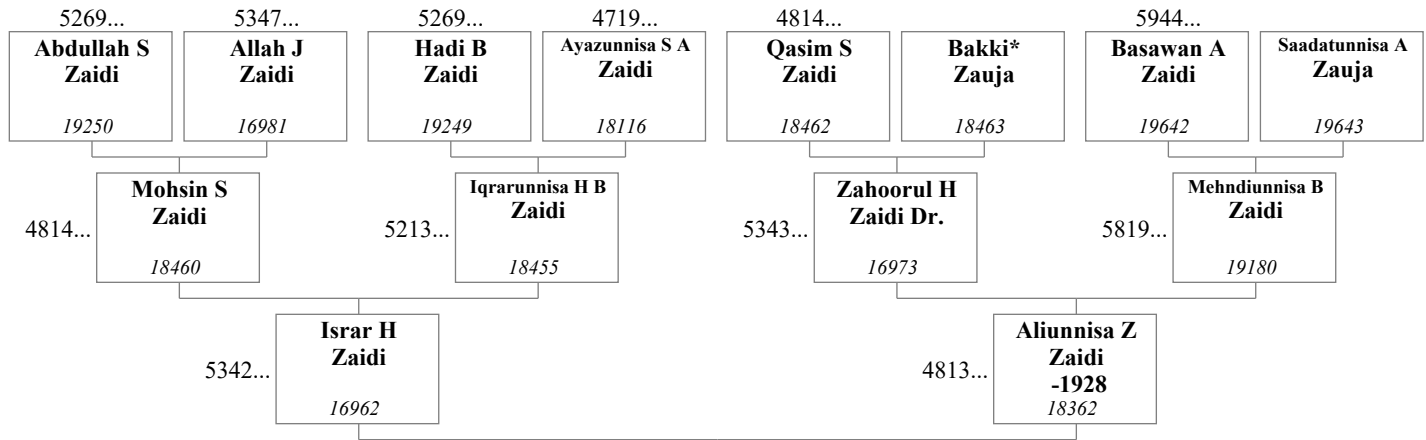 5269...
5347...
5269...
4719...
4814...
5944...
Abdullah S
Zaidi
19250
Allah J
Zaidi
16981
Hadi B
Zaidi
19249
Ayazunnisa S A
Zaidi
18116
Qasim S
Zaidi
18462
Bakki*
Zauja
18463
Basawan A
Zaidi
19642
Saadatunnisa A
Zauja
19643
4814...
Mohsin S
Zaidi
18460
5213...
Iqrarunnisa H B
Zaidi
18455
5343...
Zahoorul H
Zaidi Dr.
16973
5819...
Mehndiunnisa B
Zaidi
19180
5342...
Israr H
Zaidi
16962
4813...
Aliunnisa Z
Zaidi
-1928
18362